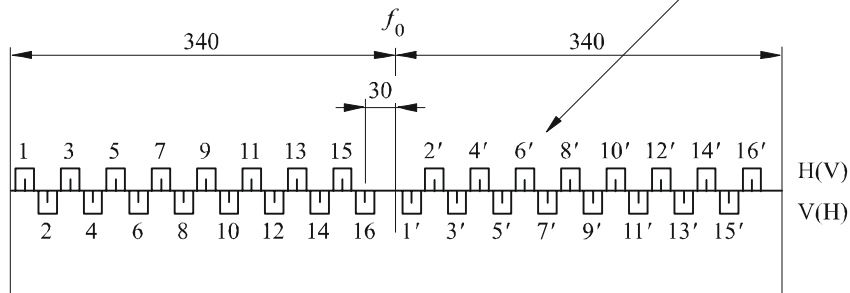 f0
340 340
30
1 3 5 7 9 11 13 15 2′ 4′ 6′ 8′ 10′ 12′ 14′ 16′ H(V)
2 4 6 8 10 12 14 16 1′ 3′ 5′ 7′ 9′ 11′ 13′ 15′ V(H)